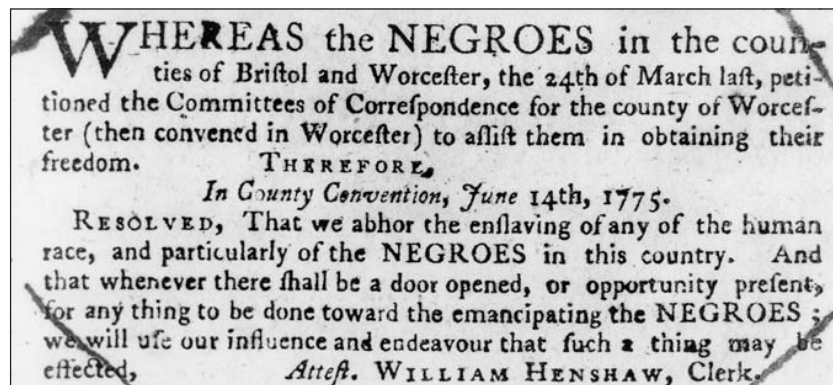 WHEREAS the NEGROES in the coun-
ties of Briſtol and Worceſter, the 24th of March laſt, peti-
tioned the Committees of Correſpondence for the county of Worceſ-
ter (then convened in Worceſter) to aſſiſt them in obtaining their
freedom. THEREFORE,
In County Convention, June 14th, 1775.
RESOLVED, That we abhor the enſlaving of any of the human
race, and particularly of the NEGROES in this country. And
that whenever there ſhall be a door opened, or opportunity preſent,
for any thing to be done toward the emancipating the NEGROES;
we will uſe our influence and endeavour that ſuch a thing may be
effected, Atteſt. WILLIAM HENSHAW, Clerk.